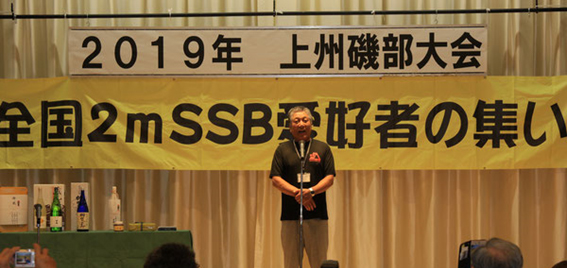 2019年 上州磯部大会
全国2mSSB愛好者の集い